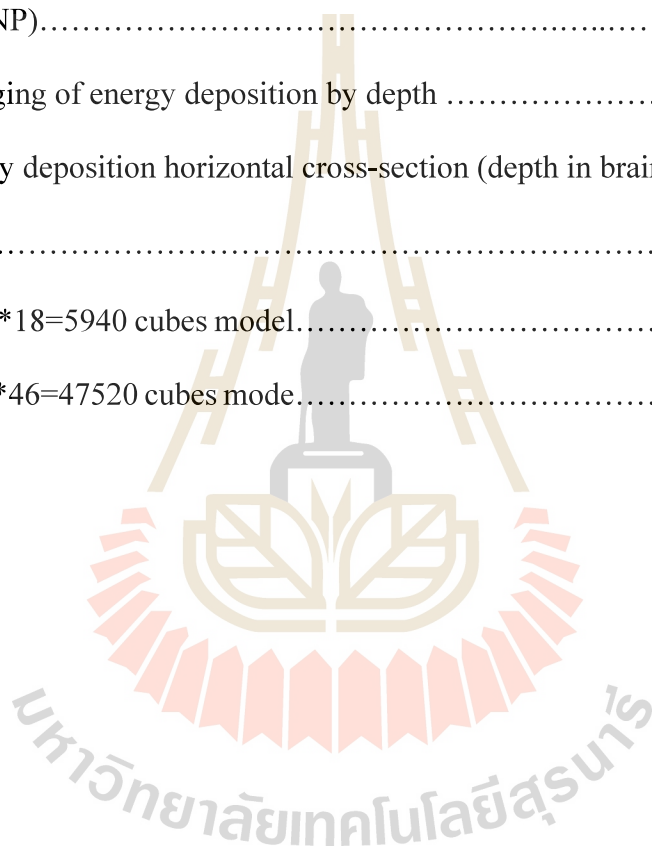 NP)……………………………………….…..…
ging of energy deposition by depth …………………
y deposition horizontal cross-section (depth in brain
…………………………………………………………
*18=5940 cubes model………………………………
*46=47520 cubes mode………………………………
มหาวิทยาลัยเทคโนโลยีสุรนารี